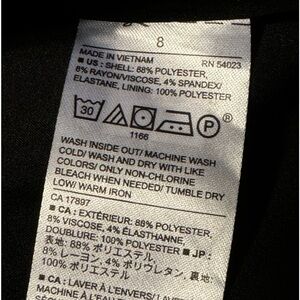 8
MADE IN VIETNAM RN 54023
■ US : SHELL: 88% POLYESTER,
8% RAYON/VISCOSE, 4% SPANDEX/
ELASTANE, LINING: 100% POLYESTER
30 P
1166
WASH INSIDE OUT/ MACHINE WASH
COLD/ WASH AND DRY WITH LIKE
COLORS/ ONLY NON-CHLORINE
BLEACH WHEN NEEDED/ TUMBLE DRY
LOW/ WARM IRON
CA 17897
■ CA : EXTÉRIEUR: 88% POLYESTER,
8% VISCOSE, 4% ÉLASTHANNE,
DOUBLURE: 100% POLYESTER ■ JP :
表地: 88% ポリエステル,
8% レーヨン, 4% ポリウレタン, 裏地:
100% ポリエステル
■ CA : LAVER À L'ENVERS/ LAV
MACHINE À L'EAU